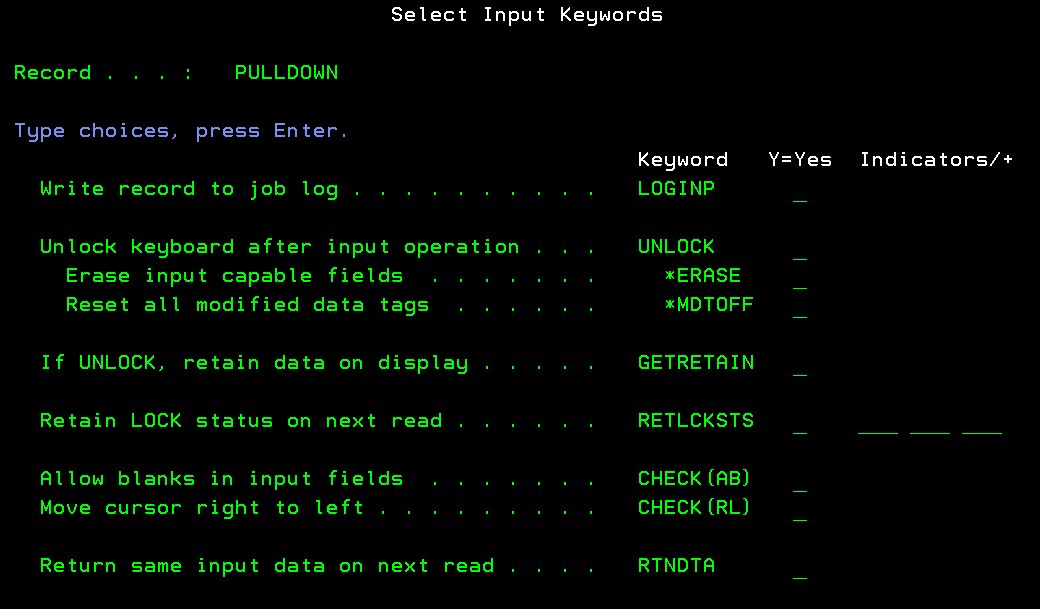 Select Input Keywords
Record . . . :   PULLDOWN
Type choices, press Enter.
Keyword   Y=Yes   Indicators/+
Write record to job log . . . . . . . . . .   LOGINP   _
Unlock keyboard after input operation . . .   UNLOCK   _
Erase input capable fields  . . . . . . .   *ERASE   _
Reset all modified data tags  . . . . . .   *MDTOFF   _
If UNLOCK, retain data on display . . . . .   GETRETAIN   _
Retain LOCK status on next read . . . . . .   RETLCKSTS   _   ___ ___ ___
Allow blanks in input fields  . . . . . . .   CHECK(AB)   _
Move cursor right to left . . . . . . . . .   CHECK(RL)   _
Return same input data on next read . . . .   RTNDTA   _